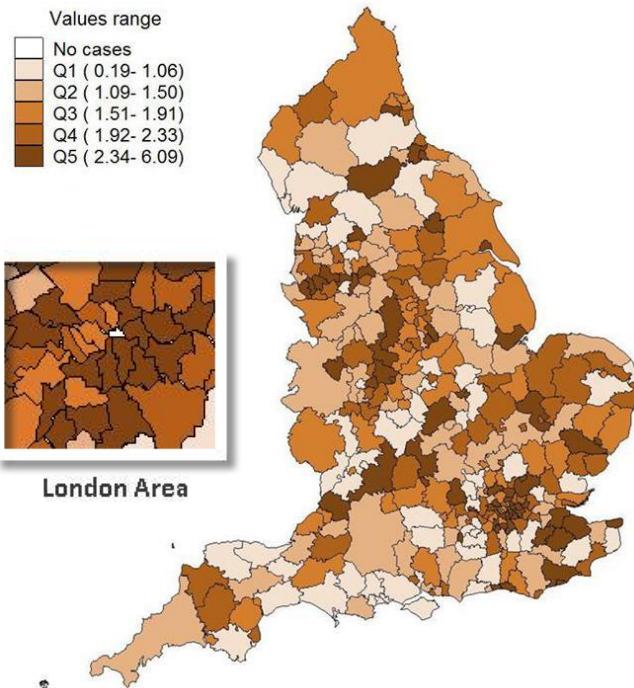 Values range
No cases
Q1 ( 0.19- 1.06)
Q2 ( 1.09- 1.50)
Q3 ( 1.51- 1.91)
Q4 ( 1.92- 2.33)
Q5 ( 2.34- 6.09)
London Area